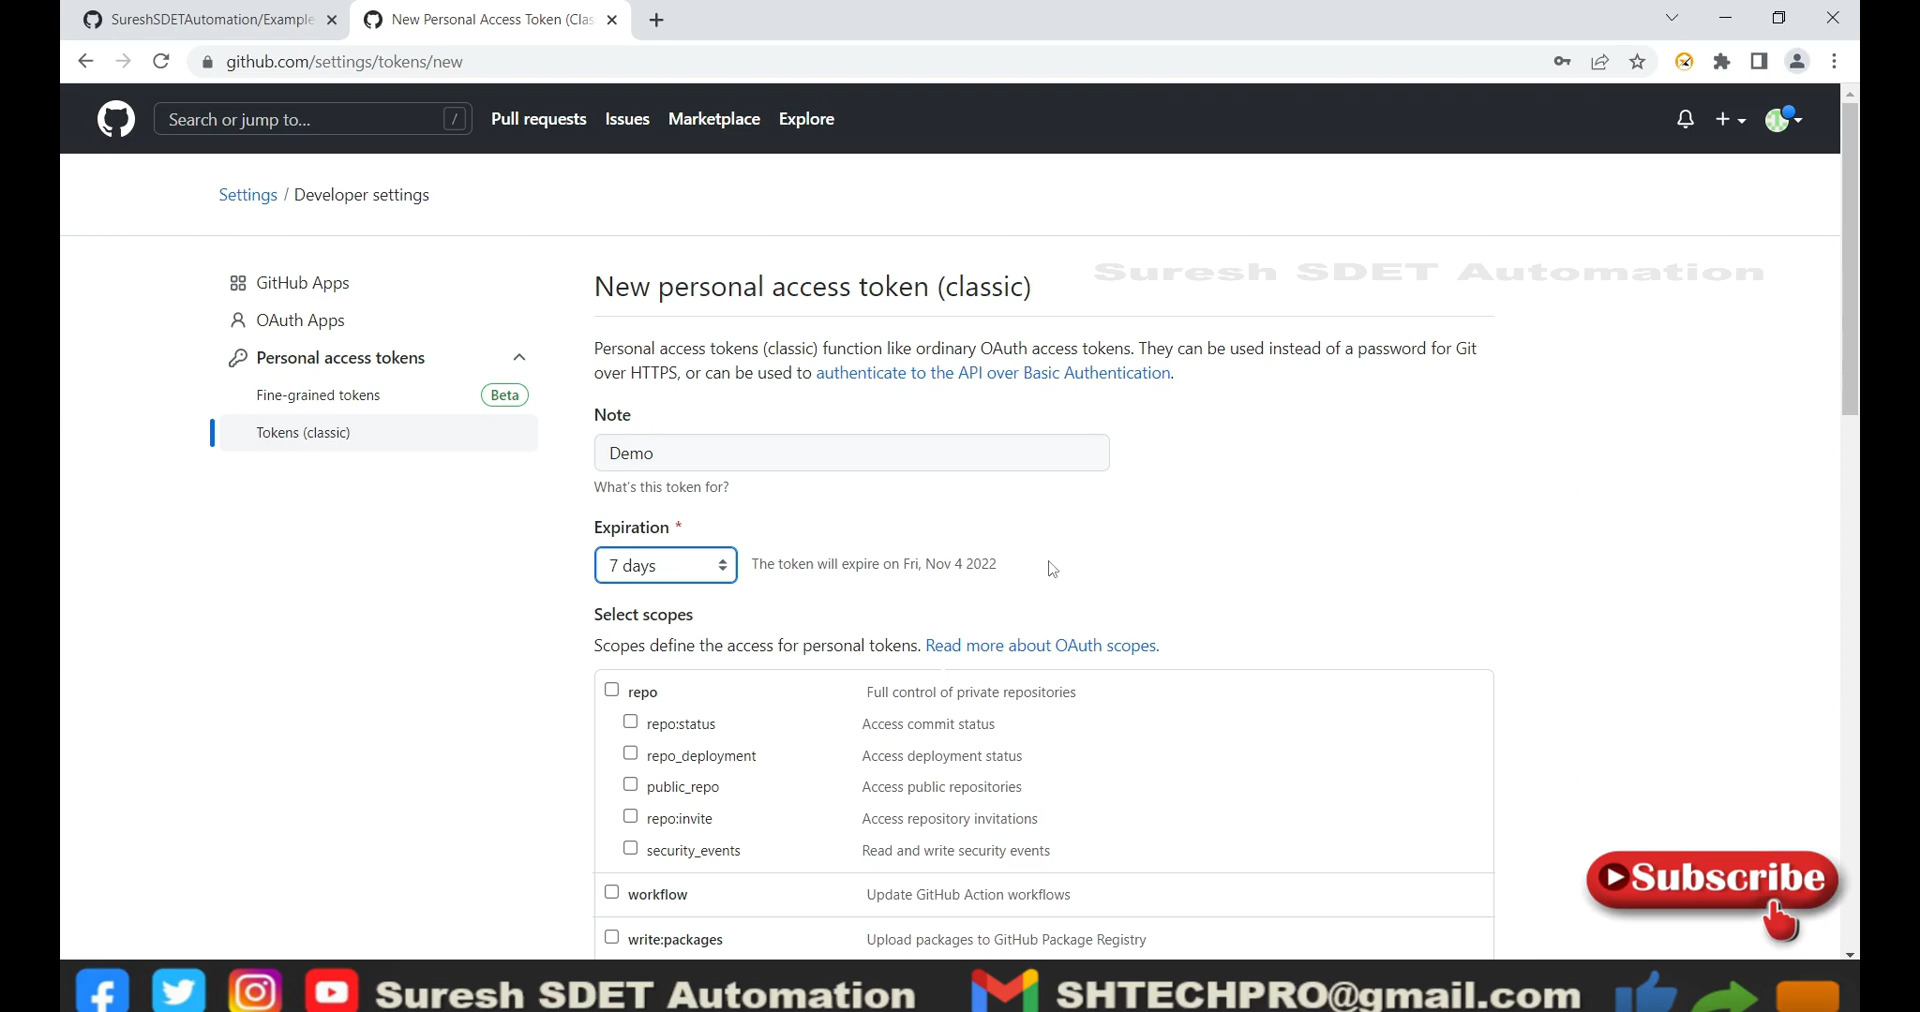 SureshSDETAutomation/Example
New Personal Access Token (Clas
github.com/settings/tokens/new
Search or jump to... /
Pull requests Issues Marketplace Explore
Settings / Developer settings
GitHub Apps
OAuth Apps
Personal access tokens
Fine-grained tokens Beta
Tokens (classic)
New personal access token (classic)
Suresh SDET Automation
Personal access tokens (classic) function like ordinary OAuth access tokens. They can be used instead of a password for Git
over HTTPS, or can be used to authenticate to the API over Basic Authentication.
Note
Demo
What's this token for?
Expiration *
7 days The token will expire on Fri, Nov 4 2022
Select scopes
Scopes define the access for personal tokens. Read more about OAuth scopes.
repo Full control of private repositories
repo:status Access commit status
repo_deployment Access deployment status
public_repo Access public repositories
repo:invite Access repository invitations
security_events Read and write security events
workflow Update GitHub Action workflows
write:packages Upload packages to GitHub Package Registry
Subscribe
Suresh SDET Automation SHTECHPRO@gmail.com